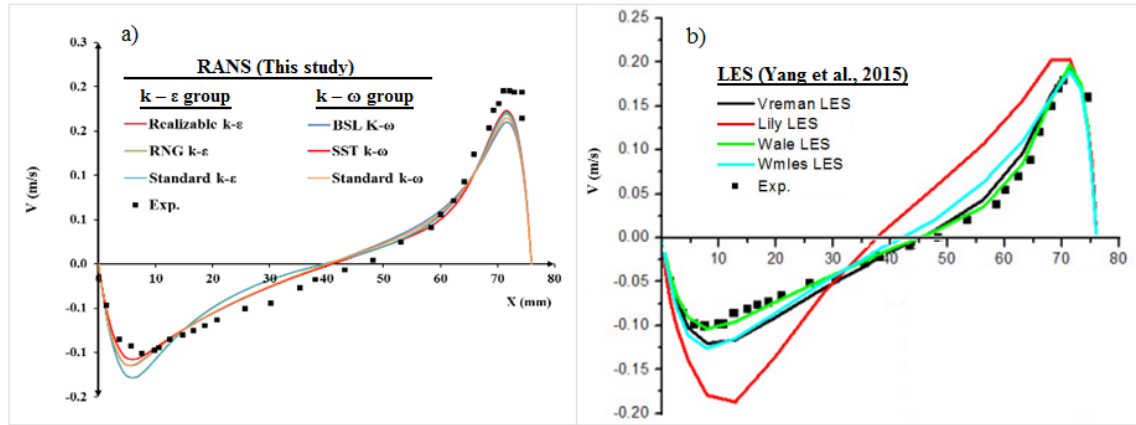 a)
RANS (This study)
k – ε group k – ω group
Realizable k-ε BSL K-ω
RNG k-ε SST k-ω
Standard k-ε Standard k-ω
Exp.
V (m/s)
0.3
0.2
0.2
0.1
0.1
0.0
-0.1
-0.1
-0.2
0 10 20 30 40 50 60 70 80
X (mm)
b)
LES (Yang et al., 2015)
Vreman LES
Lily LES
Wale LES
Wmles LES
Exp.
V (m/s)
0.25
0.20
0.15
0.10
0.05
0.00
-0.05
-0.10
-0.15
-0.20
10 20 30 40 50 60 70 80